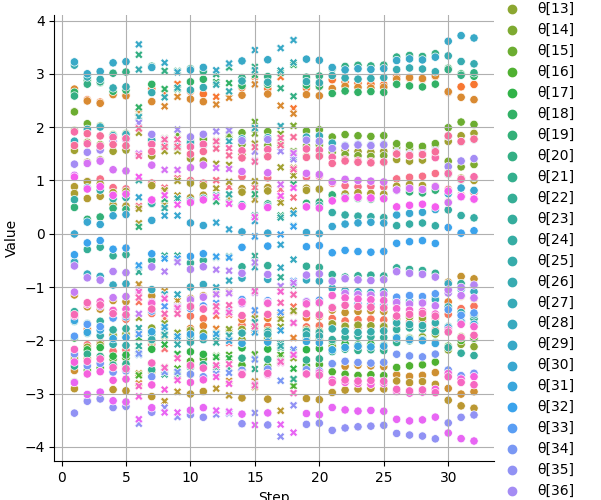 4
3
2
1
0
−1
−2
−3
−4
Value
0
5
10
15
20
25
30
Step
θ[13]
θ[14]
θ[15]
θ[16]
θ[17]
θ[18]
θ[19]
θ[20]
θ[21]
θ[22]
θ[23]
θ[24]
θ[25]
θ[26]
θ[27]
θ[28]
θ[29]
θ[30]
θ[31]
θ[32]
θ[33]
θ[34]
θ[35]
θ[36]